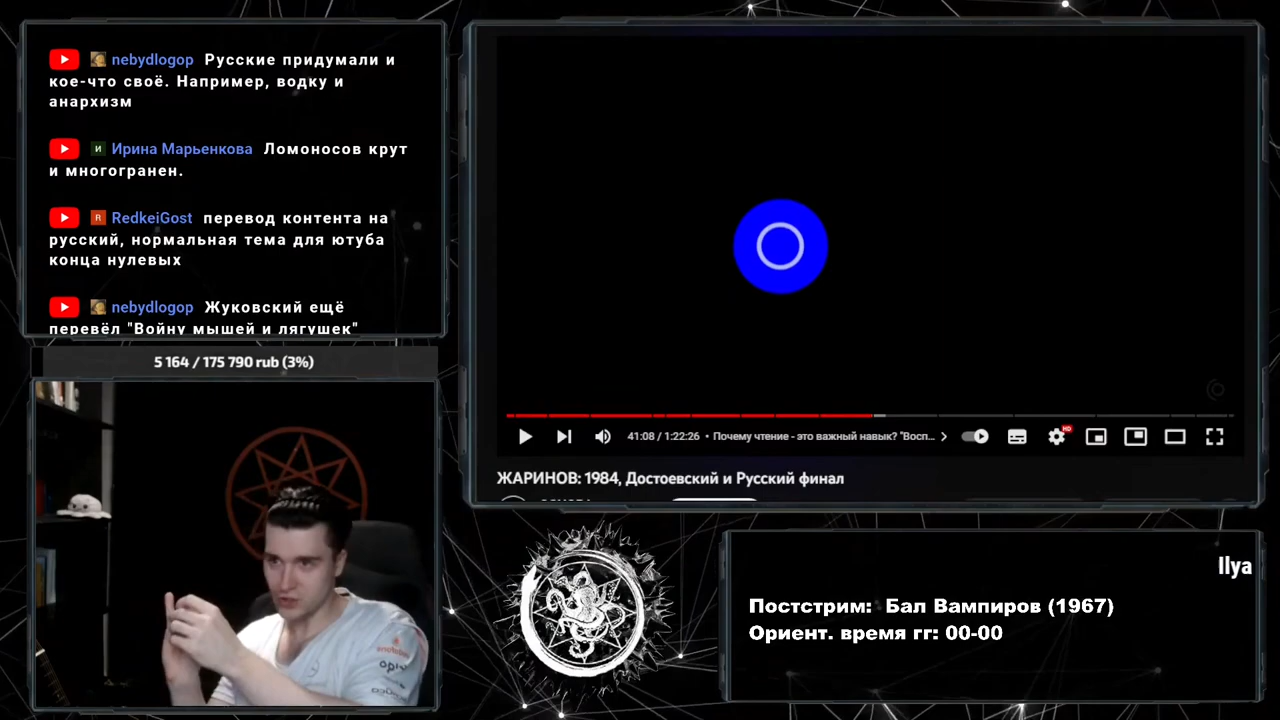 nebydlogop Русские придумали и
кое-что своё. Например, водку и
анархизм
И Ирина Марьенкова Ломоносов крут
и многогранен.
R RedkeiGost перевод контента на
русский, нормальная тема для ютуба
конца нулевых
nebydlogop Жуковский ещё
перевёл "Войну мышей и лягушек"
5 164 / 175 790 rub (3%)
41:08 / 1:22:26 • Почему чтение - это важный навык? "Восп...
HD
ЖАРИНОВ: 1984, Достоевский и Русский финал
Ilya
Постстрим: Бал Вампиров (1967)
Ориент. время гг: 00-00